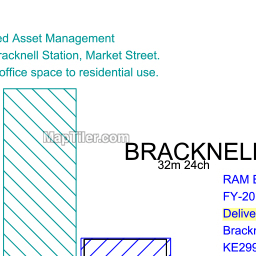 ed Asset Management
racknell Station, Market Street.
office space to residential use.
MapTiler.com
BRACKNELL
32m 24ch
RAM
FY-20
Delive
Brackn
KE299